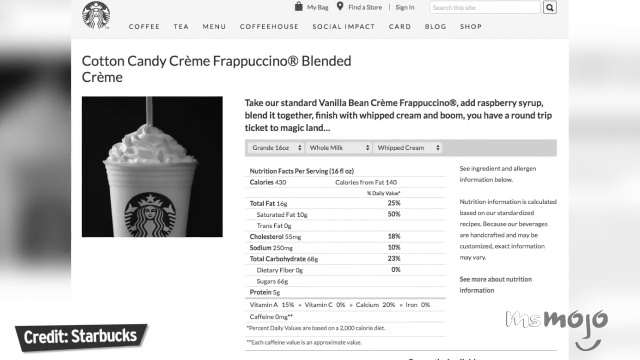 My Bag Find a Store | Sign In Search this site
COFFEE TEA MENU COFFEEHOUSE SOCIAL IMPACT CARD BLOG SHOP
Cotton Candy Crème Frappuccino® Blended
Crème
Take our standard Vanilla Bean Crème Frappuccino®, add raspberry syrup,
blend it together, finish with whipped cream and boom, you have a round trip
ticket to magic land...
Grande 16oz Whole Milk Whipped Cream
Nutrition Facts Per Serving (16 fl oz)
Calories 430 Calories from Fat 140
% Daily Value*
Total Fat 16g 25%
Saturated Fat 10g 50%
Trans Fat 0g
Cholesterol 55mg 18%
Sodium 250mg 10%
Total Carbohydrate 68g 23%
Dietary Fiber 0g 0%
Sugars 66g
Protein 5g
Vitamin A 15% • Vitamin C 0% • Calcium 20% • Iron 0%
Caffeine 0mg**
*Percent Daily Values are based on a 2,000 calorie diet.
**Each caffeine value is an approximate value.
See ingredient and allergen
information below.
Nutrition information is calculated
based on our standardized
recipes. Because our beverages
are handcrafted and may be
customized, exact information
may vary.
See more about nutrition
information
Credit: Starbucks
msmojo